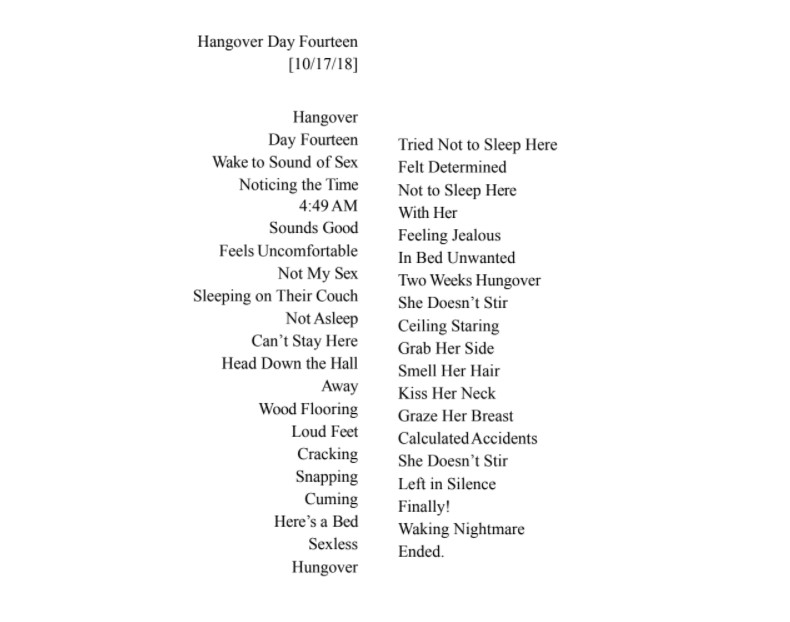 Hangover Day Fourteen
[10/17/18]
Hangover
Day Fourteen
Wake to Sound of Sex
Noticing the Time
4:49 AM
Sounds Good
Feels Uncomfortable
Not My Sex
Sleeping on Their Couch
Not Asleep
Can’t Stay Here
Head Down the Hall
Away
Wood Flooring
Loud Feet
Cracking
Snapping
Cuming
Here’s a Bed
Sexless
Hungover
Tried Not to Sleep Here
Felt Determined
Not to Sleep Here
With Her
Feeling Jealous
In Bed Unwanted
Two Weeks Hungover
She Doesn’t Stir
Ceiling Staring
Grab Her Side
Smell Her Hair
Kiss Her Neck
Graze Her Breast
Calculated Accidents
She Doesn’t Stir
Left in Silence
Finally!
Waking Nightmare
Ended.